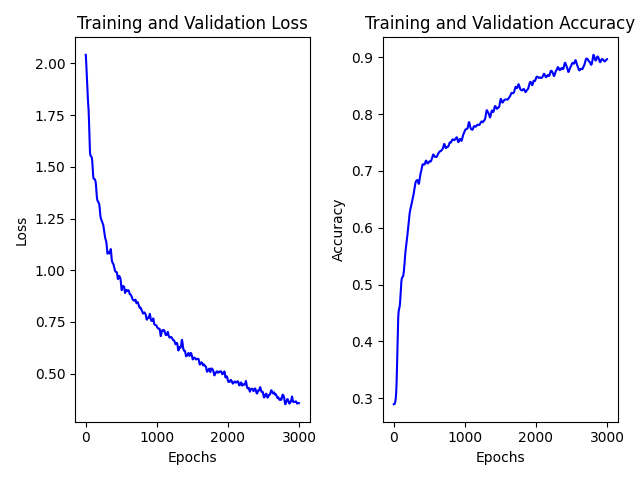 Training and Validation Loss
Loss
2.00
1.75
1.50
1.25
1.00
0.75
0.50
0 1000 2000 3000
Epochs
Training and Validation Accuracy
Accuracy
0.9
0.8
0.7
0.6
0.5
0.4
0.3
0 1000 2000 3000
Epochs